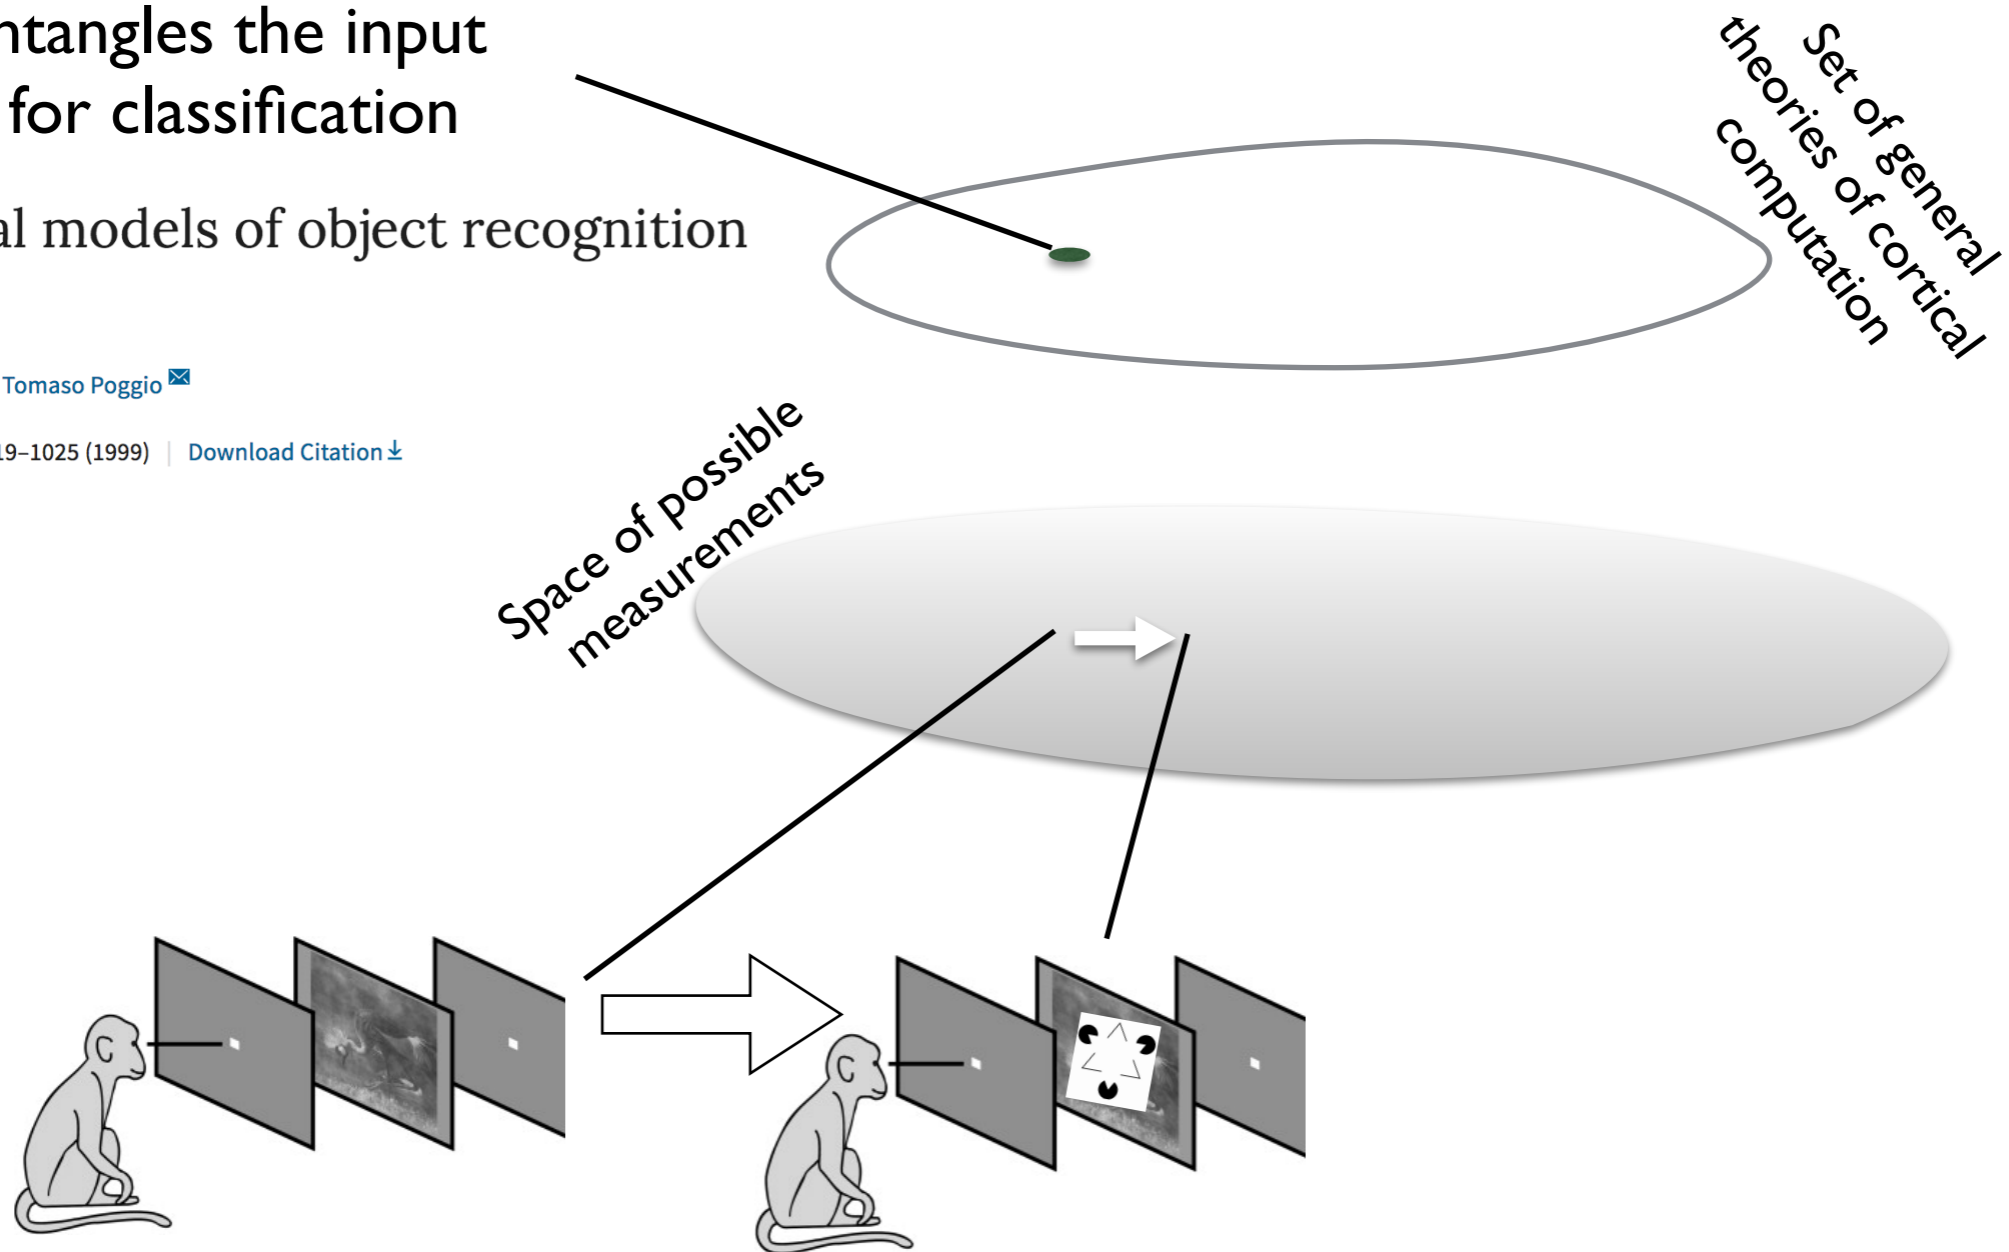 ntangles the input
for classification
al models of object recognition
Tomaso Poggio
19–1025 (1999) | Download Citation
Set of general
theories of cortical
computation
Space of possible
measurements